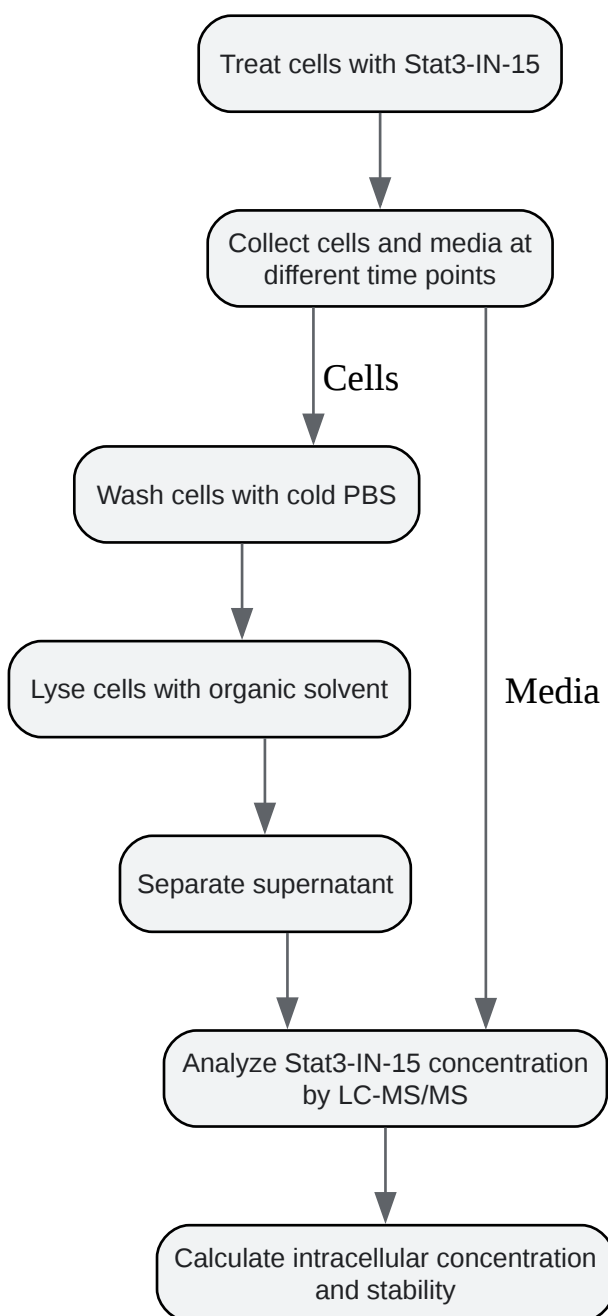 Treat cells with Stat3-IN-15
Collect cells and media at
different time points
Cells
Wash cells with cold PBS
Lyse cells with organic solvent
Media
Separate supernatant
Analyze Stat3-IN-15 concentration
by LC-MS/MS
Calculate intracellular concentration
and stability